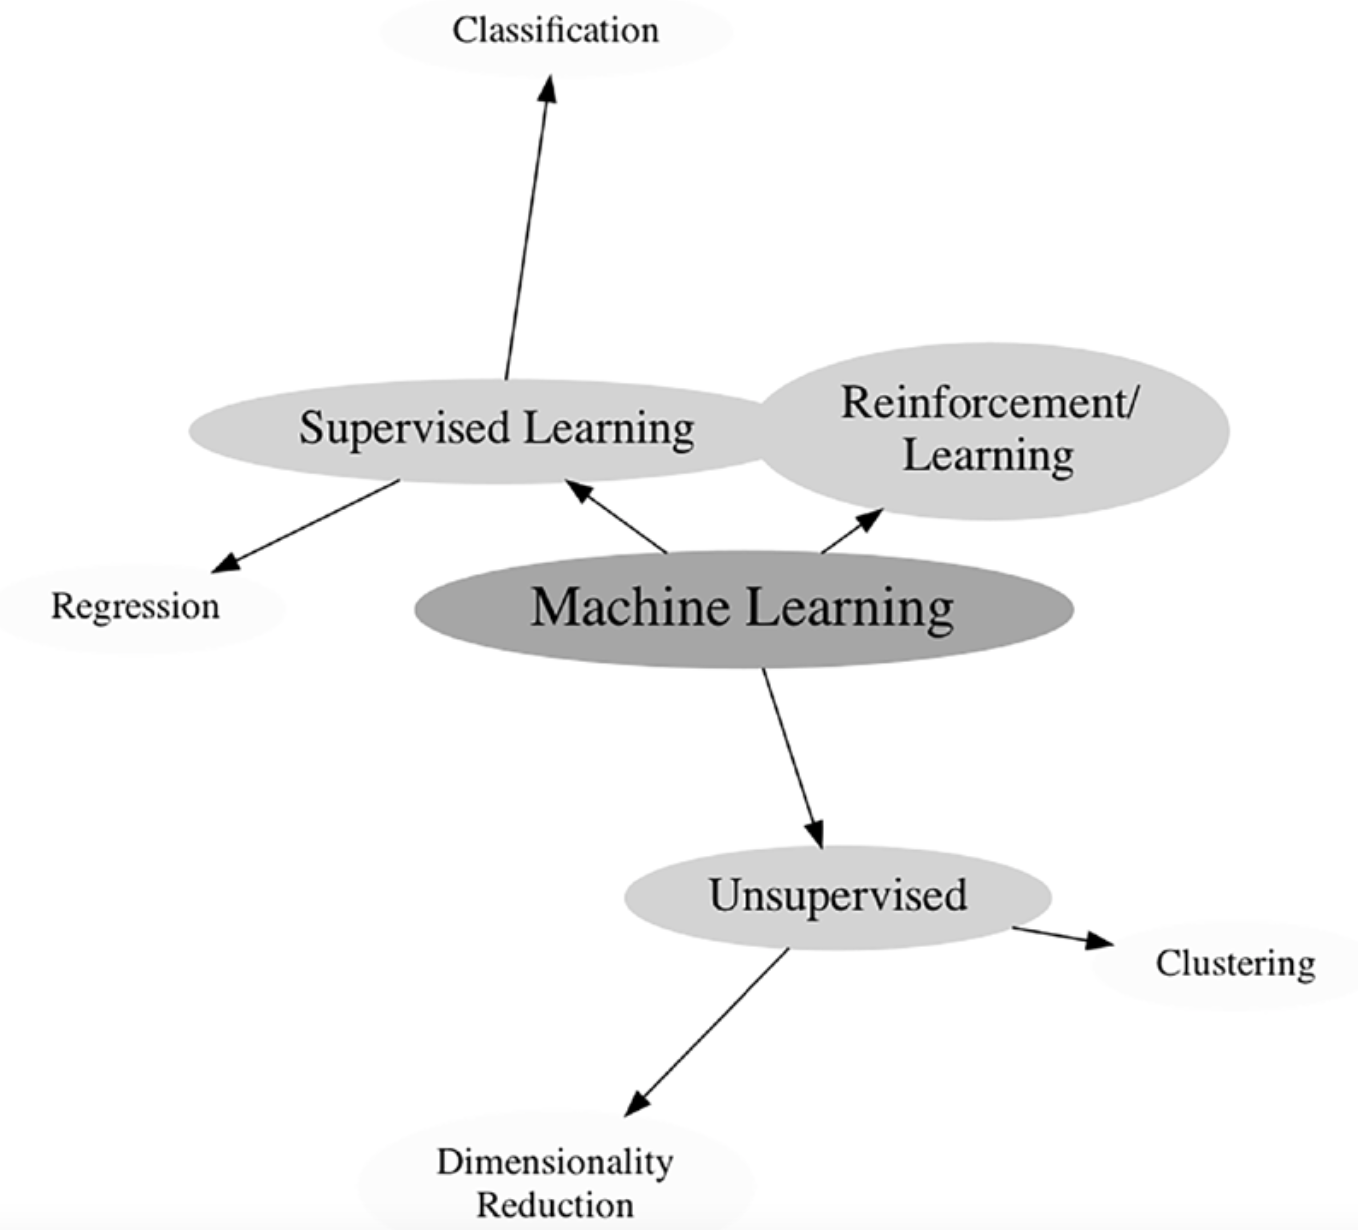 Classification
Supervised Learning
Reinforcement/
Learning
Regression
Machine Learning
Unsupervised
Clustering
Dimensionality
Reduction